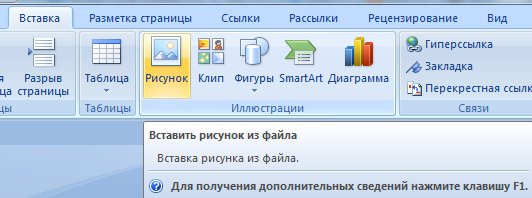 Вставка Разметка страницы Ссылки Рассылки Рецензирование Вид
Разрыв страницы
Таблица
Рисунок
Клип
Фигуры
SmartArt
Диаграмма
Гиперссылка
Закладка
Перекрестная
Таблицы
Иллюстрации
Связи
Вставить рисунок из файла
Вставка рисунка из файла.
Для получения дополнительных сведений нажмите клавишу F1.